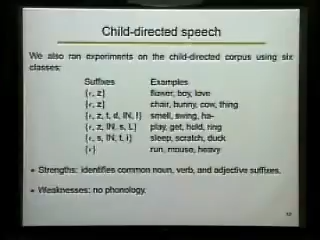 Child-directed speech
We also ran experiments on the child-directed corpus using six
classes:
Suffixes Examples
{ϵ, z} flower, boy, love
{ϵ, z} chair, bunny, cow, thing
{ϵ, z, t, d, IN, I} smell, swing, ha-
{ϵ, z, IN, s, L} play, get, hold, ring
{ϵ, s, IN, t, i} sleep, scratch, duck
{ϵ} run, mouse, heavy
• Strengths: identifies common noun, verb, and adjective suffixes.
• Weaknesses: no phonology.